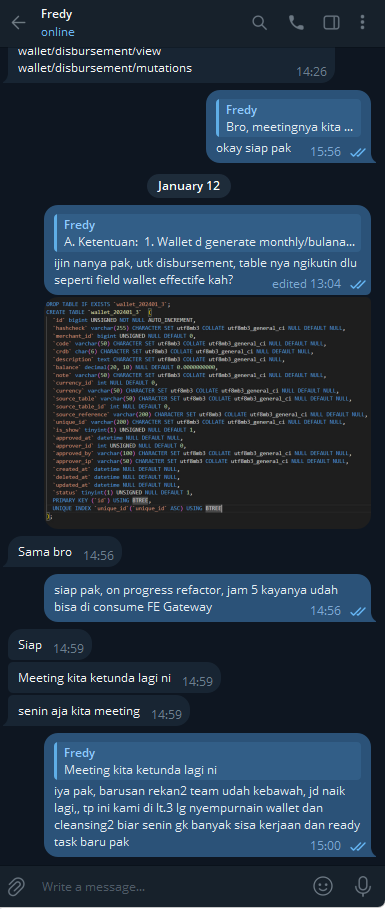 Fredy
online
wallet/disbursement/view
wallet/disbursement/mutations
14:26
Fredy
Bro, meetingnya kita ...
okay siap pak
15:56
January 12
Fredy
A. Ketentuan: 1. Wallet d generate monthly/bulana...
ijin nanya pak, utk disbursement, table nya ngikutin dlu
seperti field wallet effectife kah?
edited 13:04
DROP TABLE IF EXISTS `wallet_202401_3`;
CREATE TABLE `wallet_202401_3` (
`id` bigint UNSIGNED NOT NULL AUTO_INCREMENT,
`hashcheck` varchar(255) CHARACTER SET utf8mb3 COLLATE utf8mb3_general_ci NULL DEFAULT NULL,
`merchant_id` bigint UNSIGNED NULL DEFAULT 0,
`code` varchar(50) CHARACTER SET utf8mb3 COLLATE utf8mb3_general_ci NULL DEFAULT NULL,
`crdb` char(6) CHARACTER SET utf8mb3 COLLATE utf8mb3_general_ci NULL DEFAULT NULL,
`description` text CHARACTER SET utf8mb3 COLLATE utf8mb3_general_ci NULL,
`balance` decimal(20, 10) NULL DEFAULT 0.0000000000,
`note` varchar(50) CHARACTER SET utf8mb3 COLLATE utf8mb3_general_ci NULL DEFAULT NULL,
`currency_id` int NULL DEFAULT 0,
`currency` varchar(50) CHARACTER SET utf8mb3 COLLATE utf8mb3_general_ci NULL DEFAULT NULL,
`source_table` varchar(50) CHARACTER SET utf8mb3 COLLATE utf8mb3_general_ci NULL DEFAULT NULL,
`source_table_id` int NULL DEFAULT 0,
`source_reference` varchar(200) CHARACTER SET utf8mb3 COLLATE utf8mb3_general_ci NULL DEFAULT NULL,
`unique_id` varchar(200) CHARACTER SET utf8mb3 COLLATE utf8mb3_general_ci NULL DEFAULT NULL,
`is_show` tinyint(1) UNSIGNED NULL DEFAULT 1,
`approved_at` datetime NULL DEFAULT NULL,
`approver_id` int UNSIGNED NULL DEFAULT 0,
`approved_by` varchar(100) CHARACTER SET utf8mb3 COLLATE utf8mb3_general_ci NULL DEFAULT NULL,
`approver_ip` varchar(50) CHARACTER SET utf8mb3 COLLATE utf8mb3_general_ci NULL DEFAULT NULL,
`created_at` datetime NULL DEFAULT NULL,
`deleted_at` datetime NULL DEFAULT NULL,
`updated_at` datetime NULL DEFAULT NULL,
`status` tinyint(1) UNSIGNED NULL DEFAULT 1,
PRIMARY KEY (`id`) USING BTREE,
UNIQUE INDEX `unique_id`(`unique_id` ASC) USING BTREE
);
Sama bro
14:56
siap pak, on progress refactor, jam 5 kayanya udah
bisa di consume FE Gateway
14:56
Siap
14:59
Meeting kita ketunda lagi ni
14:59
senin aja kita meeting
14:59
Fredy
Meeting kita ketunda lagi ni
iya pak, barusan rekan2 team udah kebawah, jd naik
lagi,, tp ini kami di lt.3 lg nyempurnain wallet dan
cleansing2 biar senin gk banyak sisa kerjaan dan ready
task baru pak
15:00
Write a message...